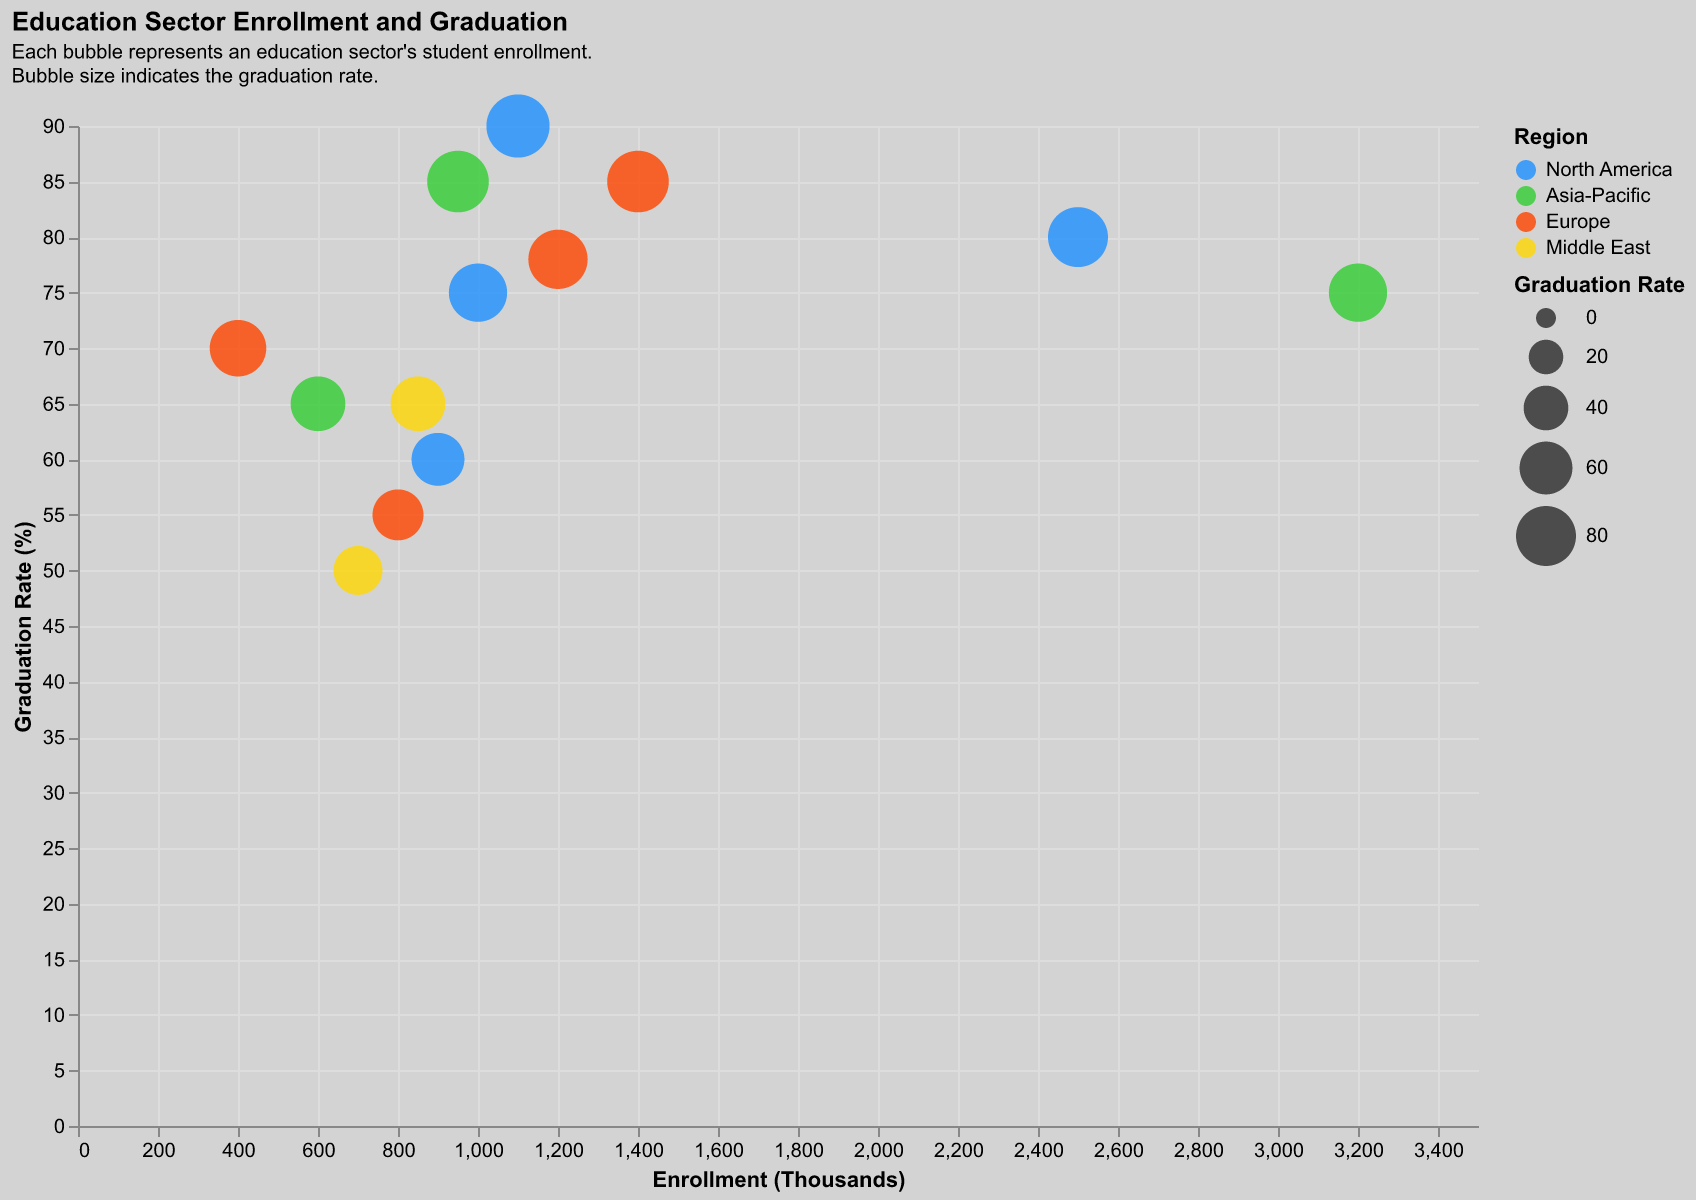 Education Sector Enrollment and Graduation
Each bubble represents an education sector's student enrollment.
Bubble size indicates the graduation rate.
90
85
80
75
70
65
60
55
50
45
40
35
30
25
20
15
10
5
0
Graduation Rate (%)
0 200 400 600 800 1,000 1,200 1,400 1,600 1,800 2,000 2,200 2,400 2,600 2,800 3,000 3,200 3,400
Enrollment (Thousands)
Region
North America
Asia-Pacific
Europe
Middle East
Graduation Rate
0
20
40
60
80